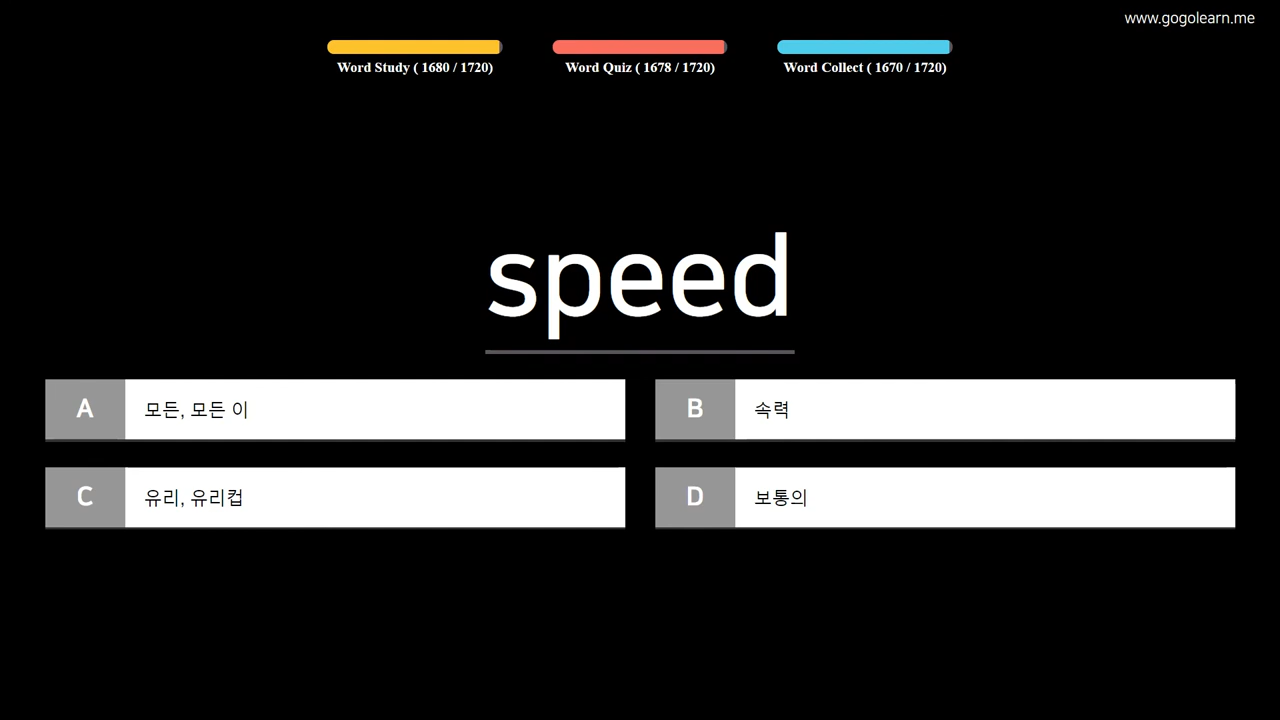 www.gogolearn.me
Word Study ( 1680 / 1720)
Word Quiz ( 1678 / 1720)
Word Collect ( 1670 / 1720)
speed
A 모든, 모든 이
B 속력
C 유리, 유리컵
D 보통의